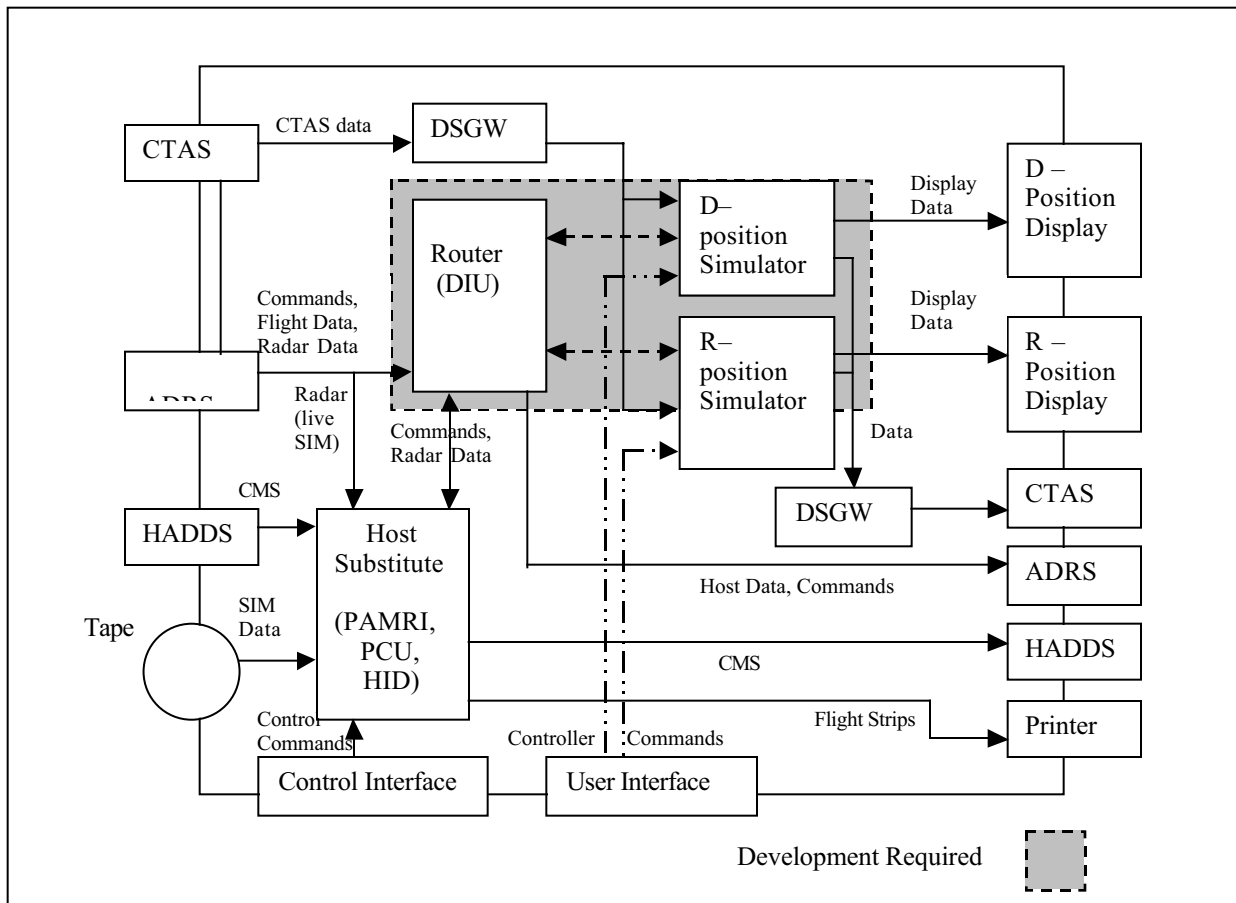 CTAS
CTAS data
DSGW
D–
position
Simulator
Display
Data
D –
Position
Display
Router
(DIU)
Commands,
Flight Data,
Radar Data
ADRS
Radar
(live
SIM)
Commands,
Radar Data
R–
position
Simulator
Display
Data
R –
Position
Display
Data
CMS
HADDS
Host
Substitute
(PAMRI,
PCU,
HID)
DSGW
CTAS
Host Data, Commands
ADRS
Tape
SIM
Data
CMS
HADDS
Control
Commands
Controller
Commands
Flight Strips
Printer
Control Interface
User Interface
Development Required